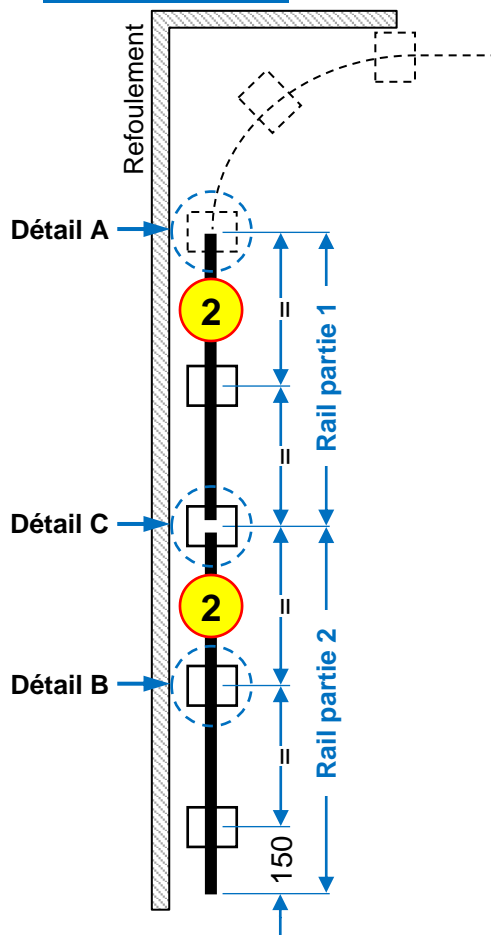 Refoulement
Détail A
2
=
Rail partie 1
=
Détail C
=
2
Détail B
Rail partie 2
=
150